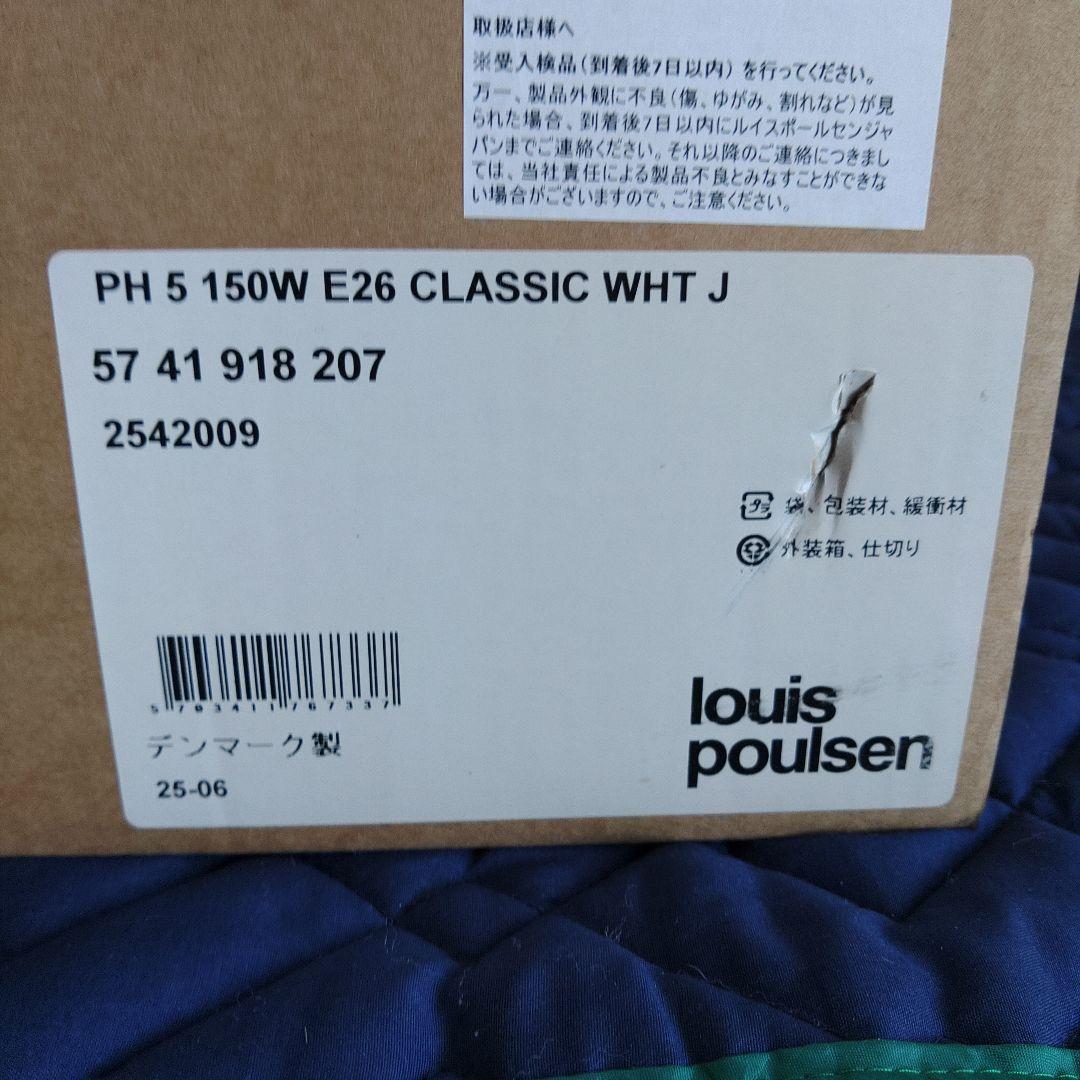 取扱店様へ
※受入検品(到着後7日以内) を行ってください。
万一、製品外観に不良(傷、ゆがみ、割れなど)が見
られた場合、到着後7日以内にルイスポールセンジャ
パンまでご連絡ください。それ以降のご連絡につきまし
ては、当社責任による製品不良とみなすことができな
い場合がございますので、ご注意ください。
PH 5 150W E26 CLASSIC WHT J
57 41 918 207
2542009
プラ 袋、包装材、緩衝材
外装箱、仕切り
5 703411 767337
デンマーク製
25-06
louis
poulsen